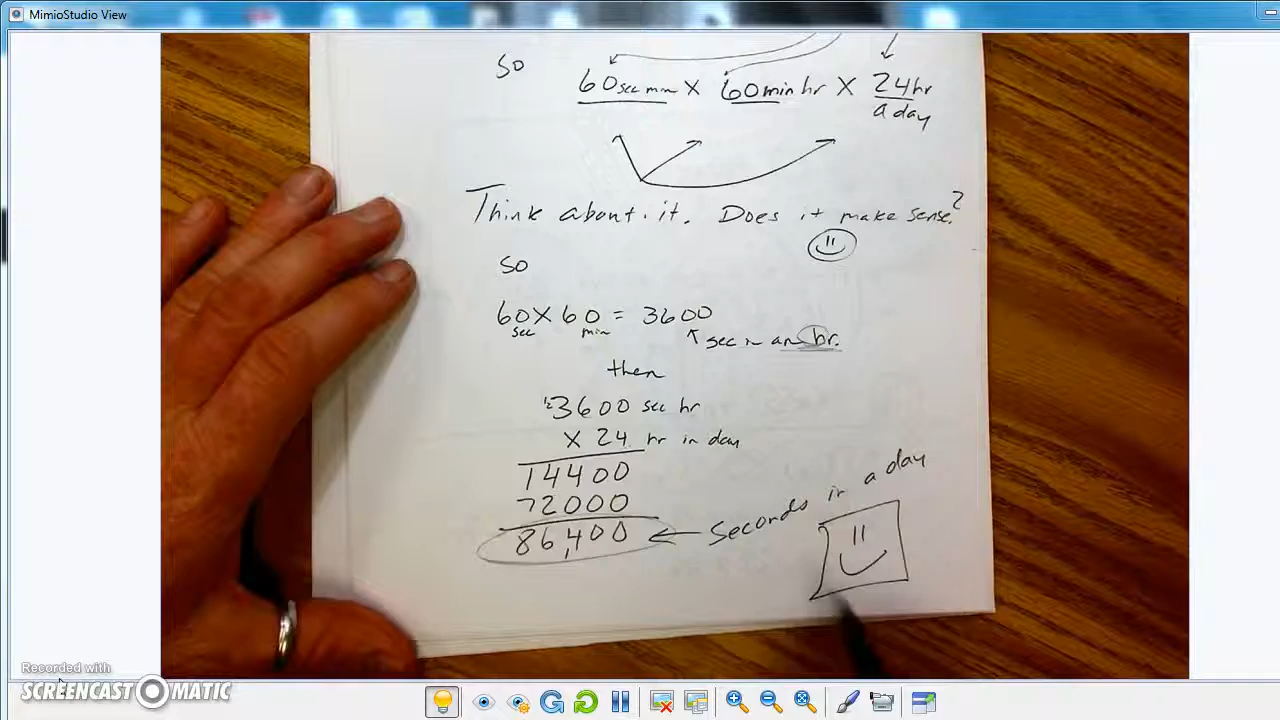 MimioStudio View
so
60 sec min X 60 min hr X 24 hr
a day
Think about it. Does it make sense?
so
60 X 60 = 3600
sec min
sec in an hr.
then
3600 sec hr
X 24 hr in day
14400
72000
86,400 ← seconds in a day
Recorded with
SCREENCAST O MATIC